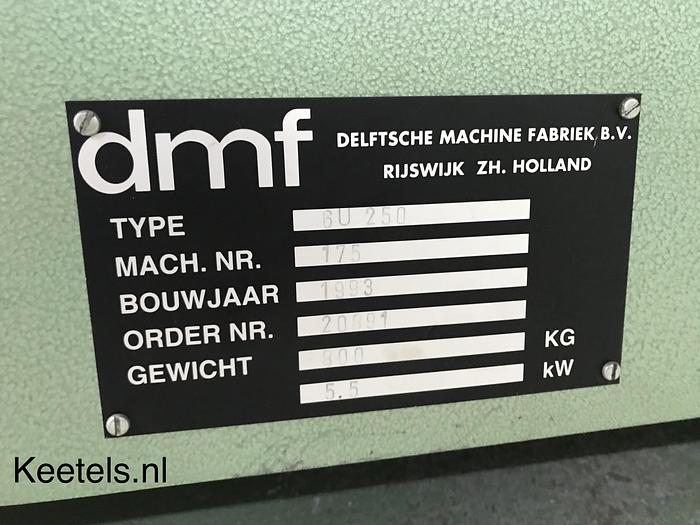 dmf DELFTSCHE MACHINE FABRIEK B.V.
RIJSWIJK ZH. HOLLAND
TYPE 6U 250
MACH. NR. 175
BOUWJAAR 1993
ORDER NR. 20891
GEWICHT 800 KG
5.5 kW
Keetels.nl